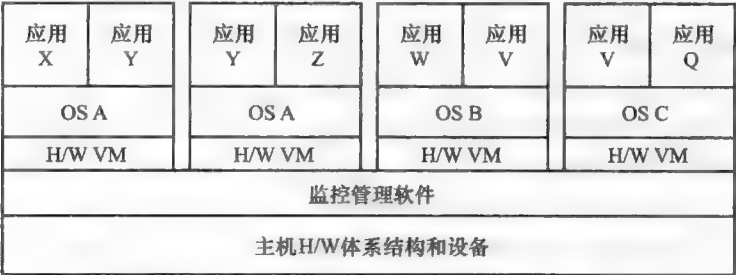 应用 应用 应用 应用 应用 应用 应用 应用
X Y Y Z W V V Q
OS A OS A OS B OS C
H/W VM H/W VM H/W VM H/W VM
监控管理软件
主机H/W体系结构和设备